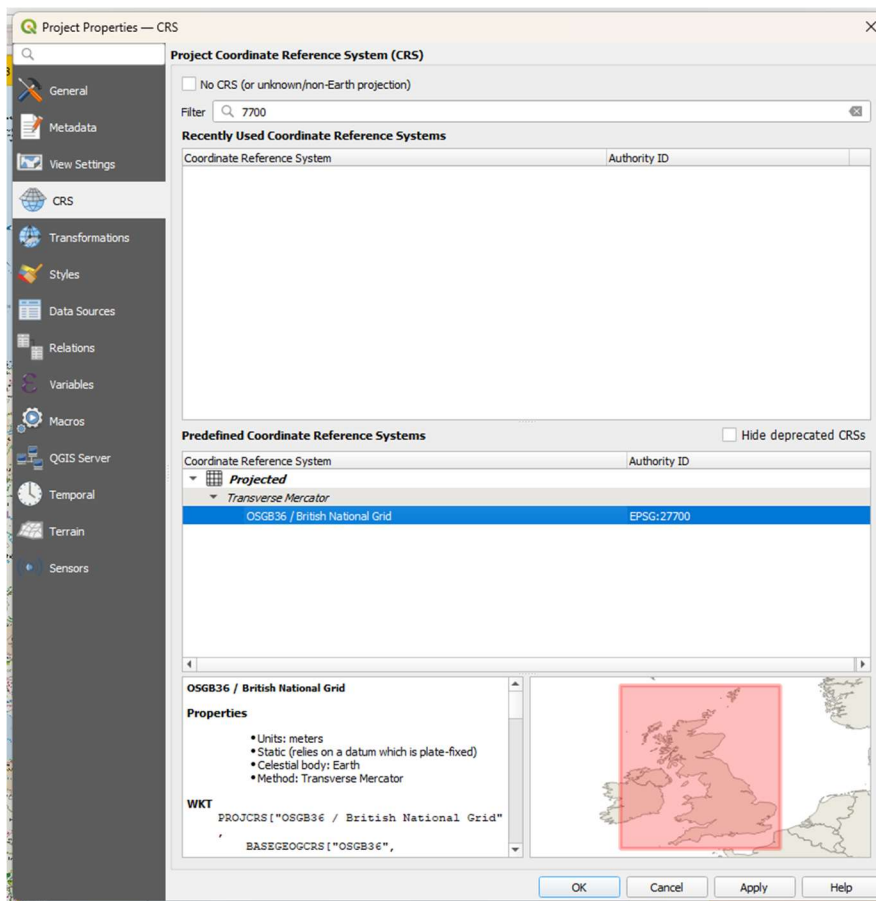 Project Properties — CRS
General
Metadata
View Settings
CRS
Transformations
Styles
Data Sources
Relations
Variables
Macros
QGIS Server
Temporal
Terrain
Sensors
Project Coordinate Reference System (CRS)
No CRS (or unknown/non-Earth projection)
Filter 7700
Recently Used Coordinate Reference Systems
Coordinate Reference System Authority ID
Predefined Coordinate Reference Systems Hide deprecated CRSs
Coordinate Reference System Authority ID
Projected
Transverse Mercator
OSGB36 / British National Grid EPSG:27700
OSGB36 / British National Grid
Properties
•Units: meters
•Static (relies on a datum which is plate-fixed)
•Celestial body: Earth
•Method: Transverse Mercator
WKT
PROJCRS["OSGB36 / British National Grid"
,
BASEGEOGCRS["OSGB36",
OK Cancel Apply Help